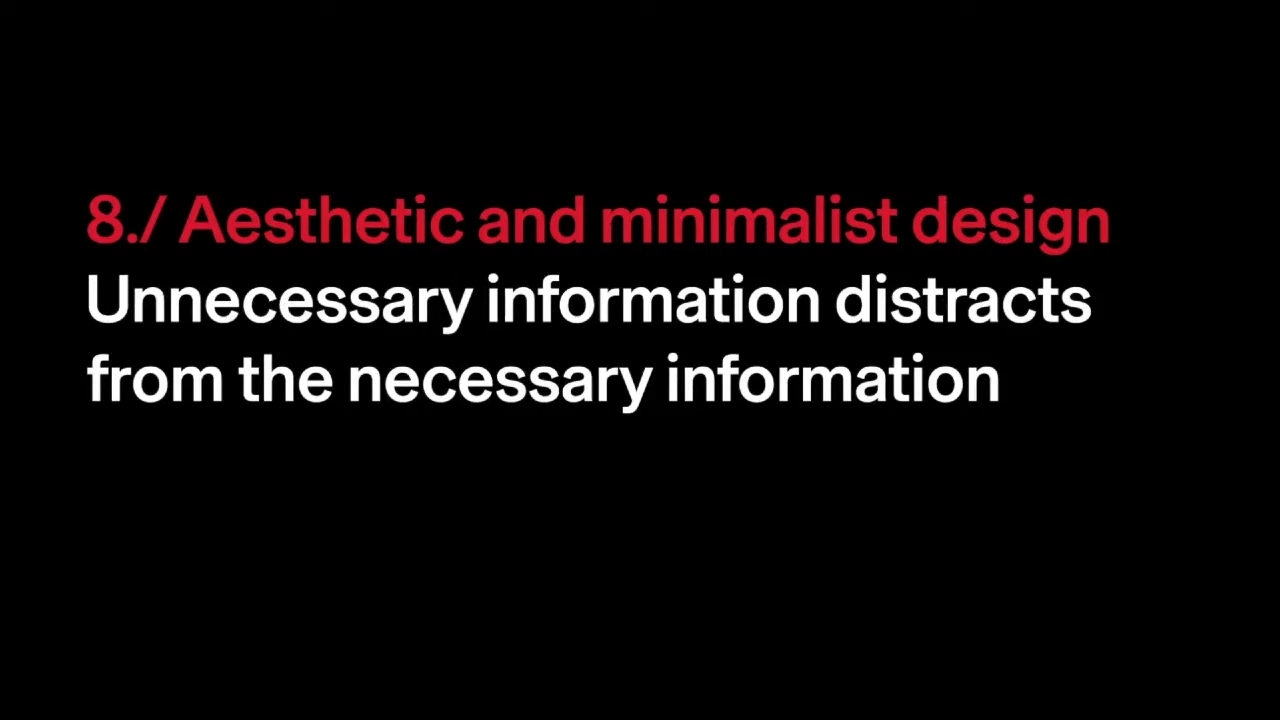 8./ Aesthetic and minimalist design
Unnecessary information distracts
from the necessary information